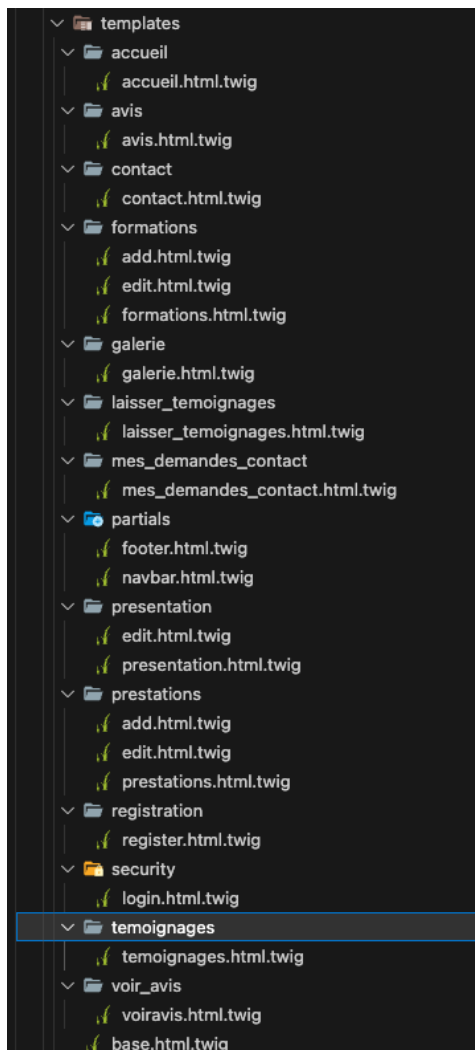 templates
accueil
accueil.html.twig
avis
avis.html.twig
contact
contact.html.twig
formations
add.html.twig
edit.html.twig
formations.html.twig
galerie
galerie.html.twig
laisser_temoignages
laisser_temoignages.html.twig
mes_demandes_contact
mes_demandes_contact.html.twig
partials
footer.html.twig
navbar.html.twig
presentation
edit.html.twig
presentation.html.twig
prestations
add.html.twig
edit.html.twig
prestations.html.twig
registration
register.html.twig
security
login.html.twig
temoignages
temoignages.html.twig
voir_avis
voiravis.html.twig
base.html.twig